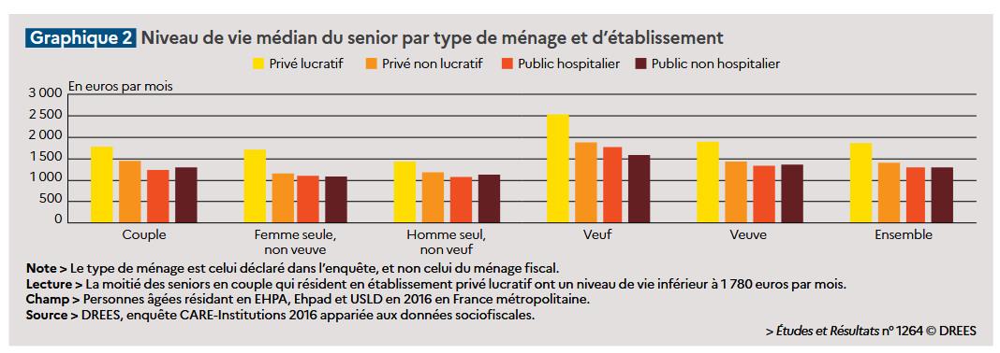 Graphique 2 Niveau de vie médian du senior par type de ménage et d’établissement
Privé lucratif Privé non lucratif Public hospitalier Public non hospitalier
En euros par mois
3 000
2 500
2 000
1 500
1 000
500
0
Couple Femme seule, non veuve Homme seul, non veuf Veuf Veuve Ensemble
Note > Le type de ménage est celui déclaré dans l’enquête, et non celui du ménage fiscal.
Lecture > La moitié des seniors en couple qui résident en établissement privé lucratif ont un niveau de vie inférieur à 1 780 euros par mois.
Champ > Personnes âgées résidant en EHPA, Ehpad et USLD en 2016 en France métropolitaine.
Source > DREES, enquête CARE-Institutions 2016 appariée aux données sociofiscales.
> Études et Résultats nº 1264 © DREES